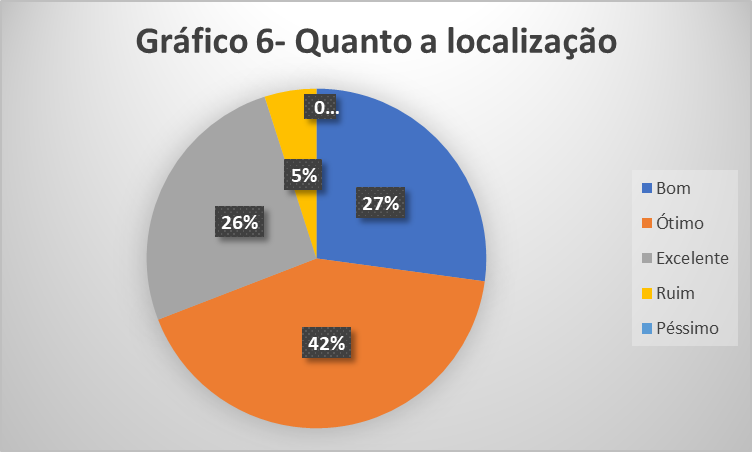 Gráfico 6- Quanto a localização
0...
27%
5%
26%
42%
Bom
Ótimo
Excelente
Ruim
Péssimo